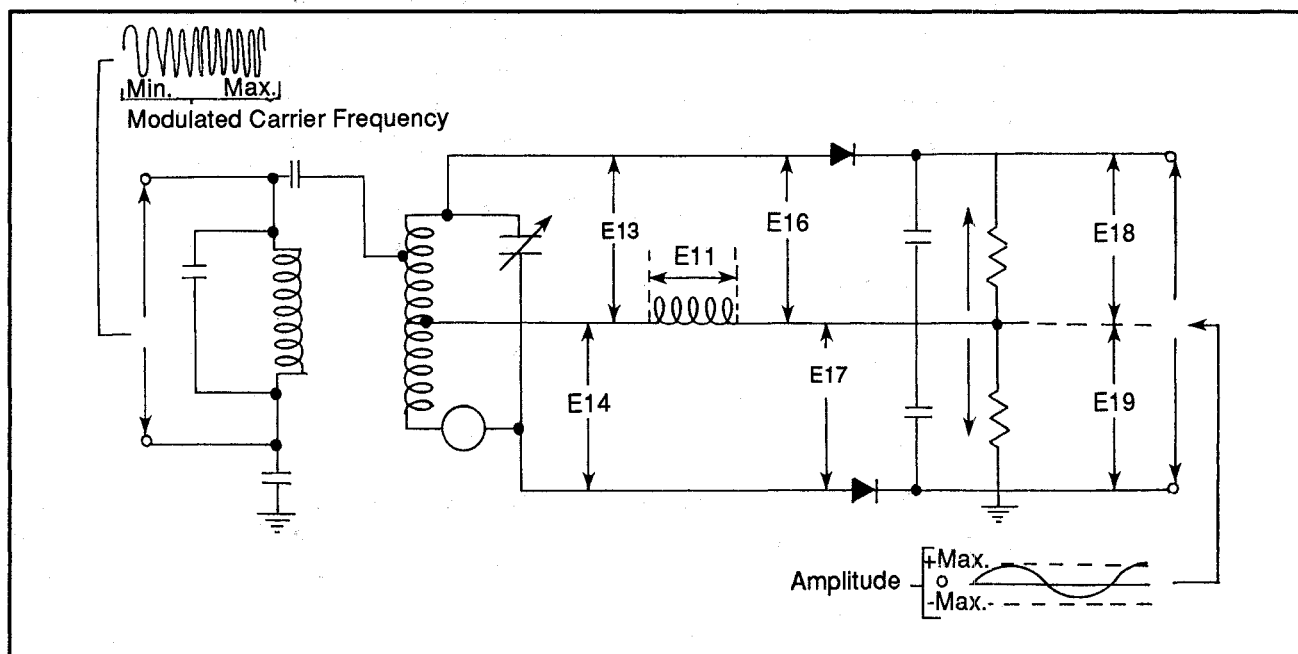 Min. Max.
Modulated Carrier Frequency
E13
E16
E18
E11
E14
E17
E19
+Max.
Amplitude
o
-Max.